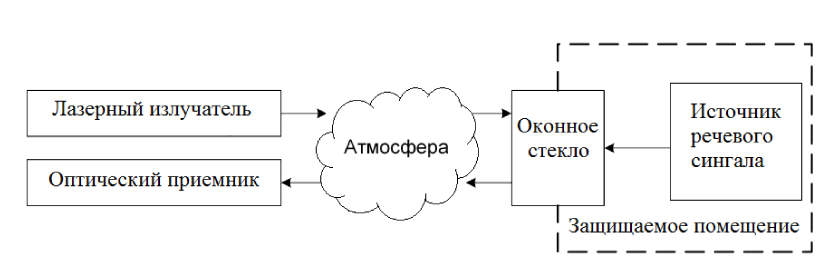 Лазерный излучатель
Оптический приемник
Атмосфера
Оконное
стекло
Источник
речевого
сингала
Защищаемое помещение